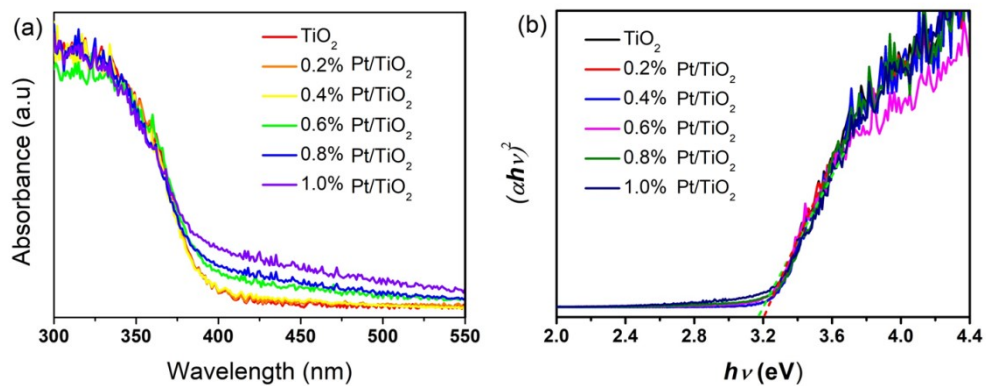 (a)
TiO2
0.2% Pt/TiO2
0.4% Pt/TiO2
0.6% Pt/TiO2
0.8% Pt/TiO2
1.0% Pt/TiO2
Absorbance (a.u)
300 350 400 450 500 550
Wavelength (nm)
(b)
TiO2
0.2% Pt/TiO2
0.4% Pt/TiO2
0.6% Pt/TiO2
0.8% Pt/TiO2
1.0% Pt/TiO2
(αhν)²
2.0 2.4 2.8 3.2 3.6 4.0 4.4
hν (eV)